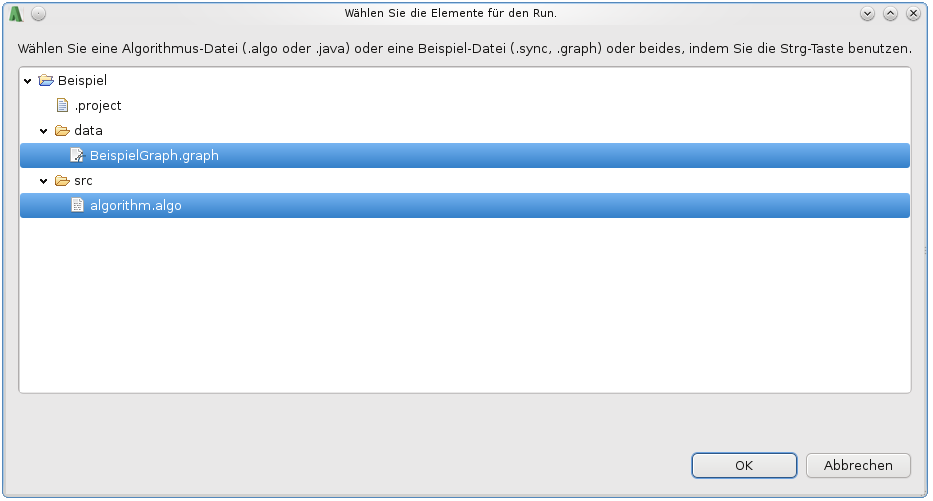 Wählen Sie die Elemente für den Run.
Wählen Sie eine Algorithmus-Datei (.algo oder .java) oder eine Beispiel-Datei (.sync, .graph) oder beides, indem Sie die Strg-Taste benutzen.
Beispiel
.project
data
BeispielGraph.graph
src
algorithm.algo
OK
Abbrechen